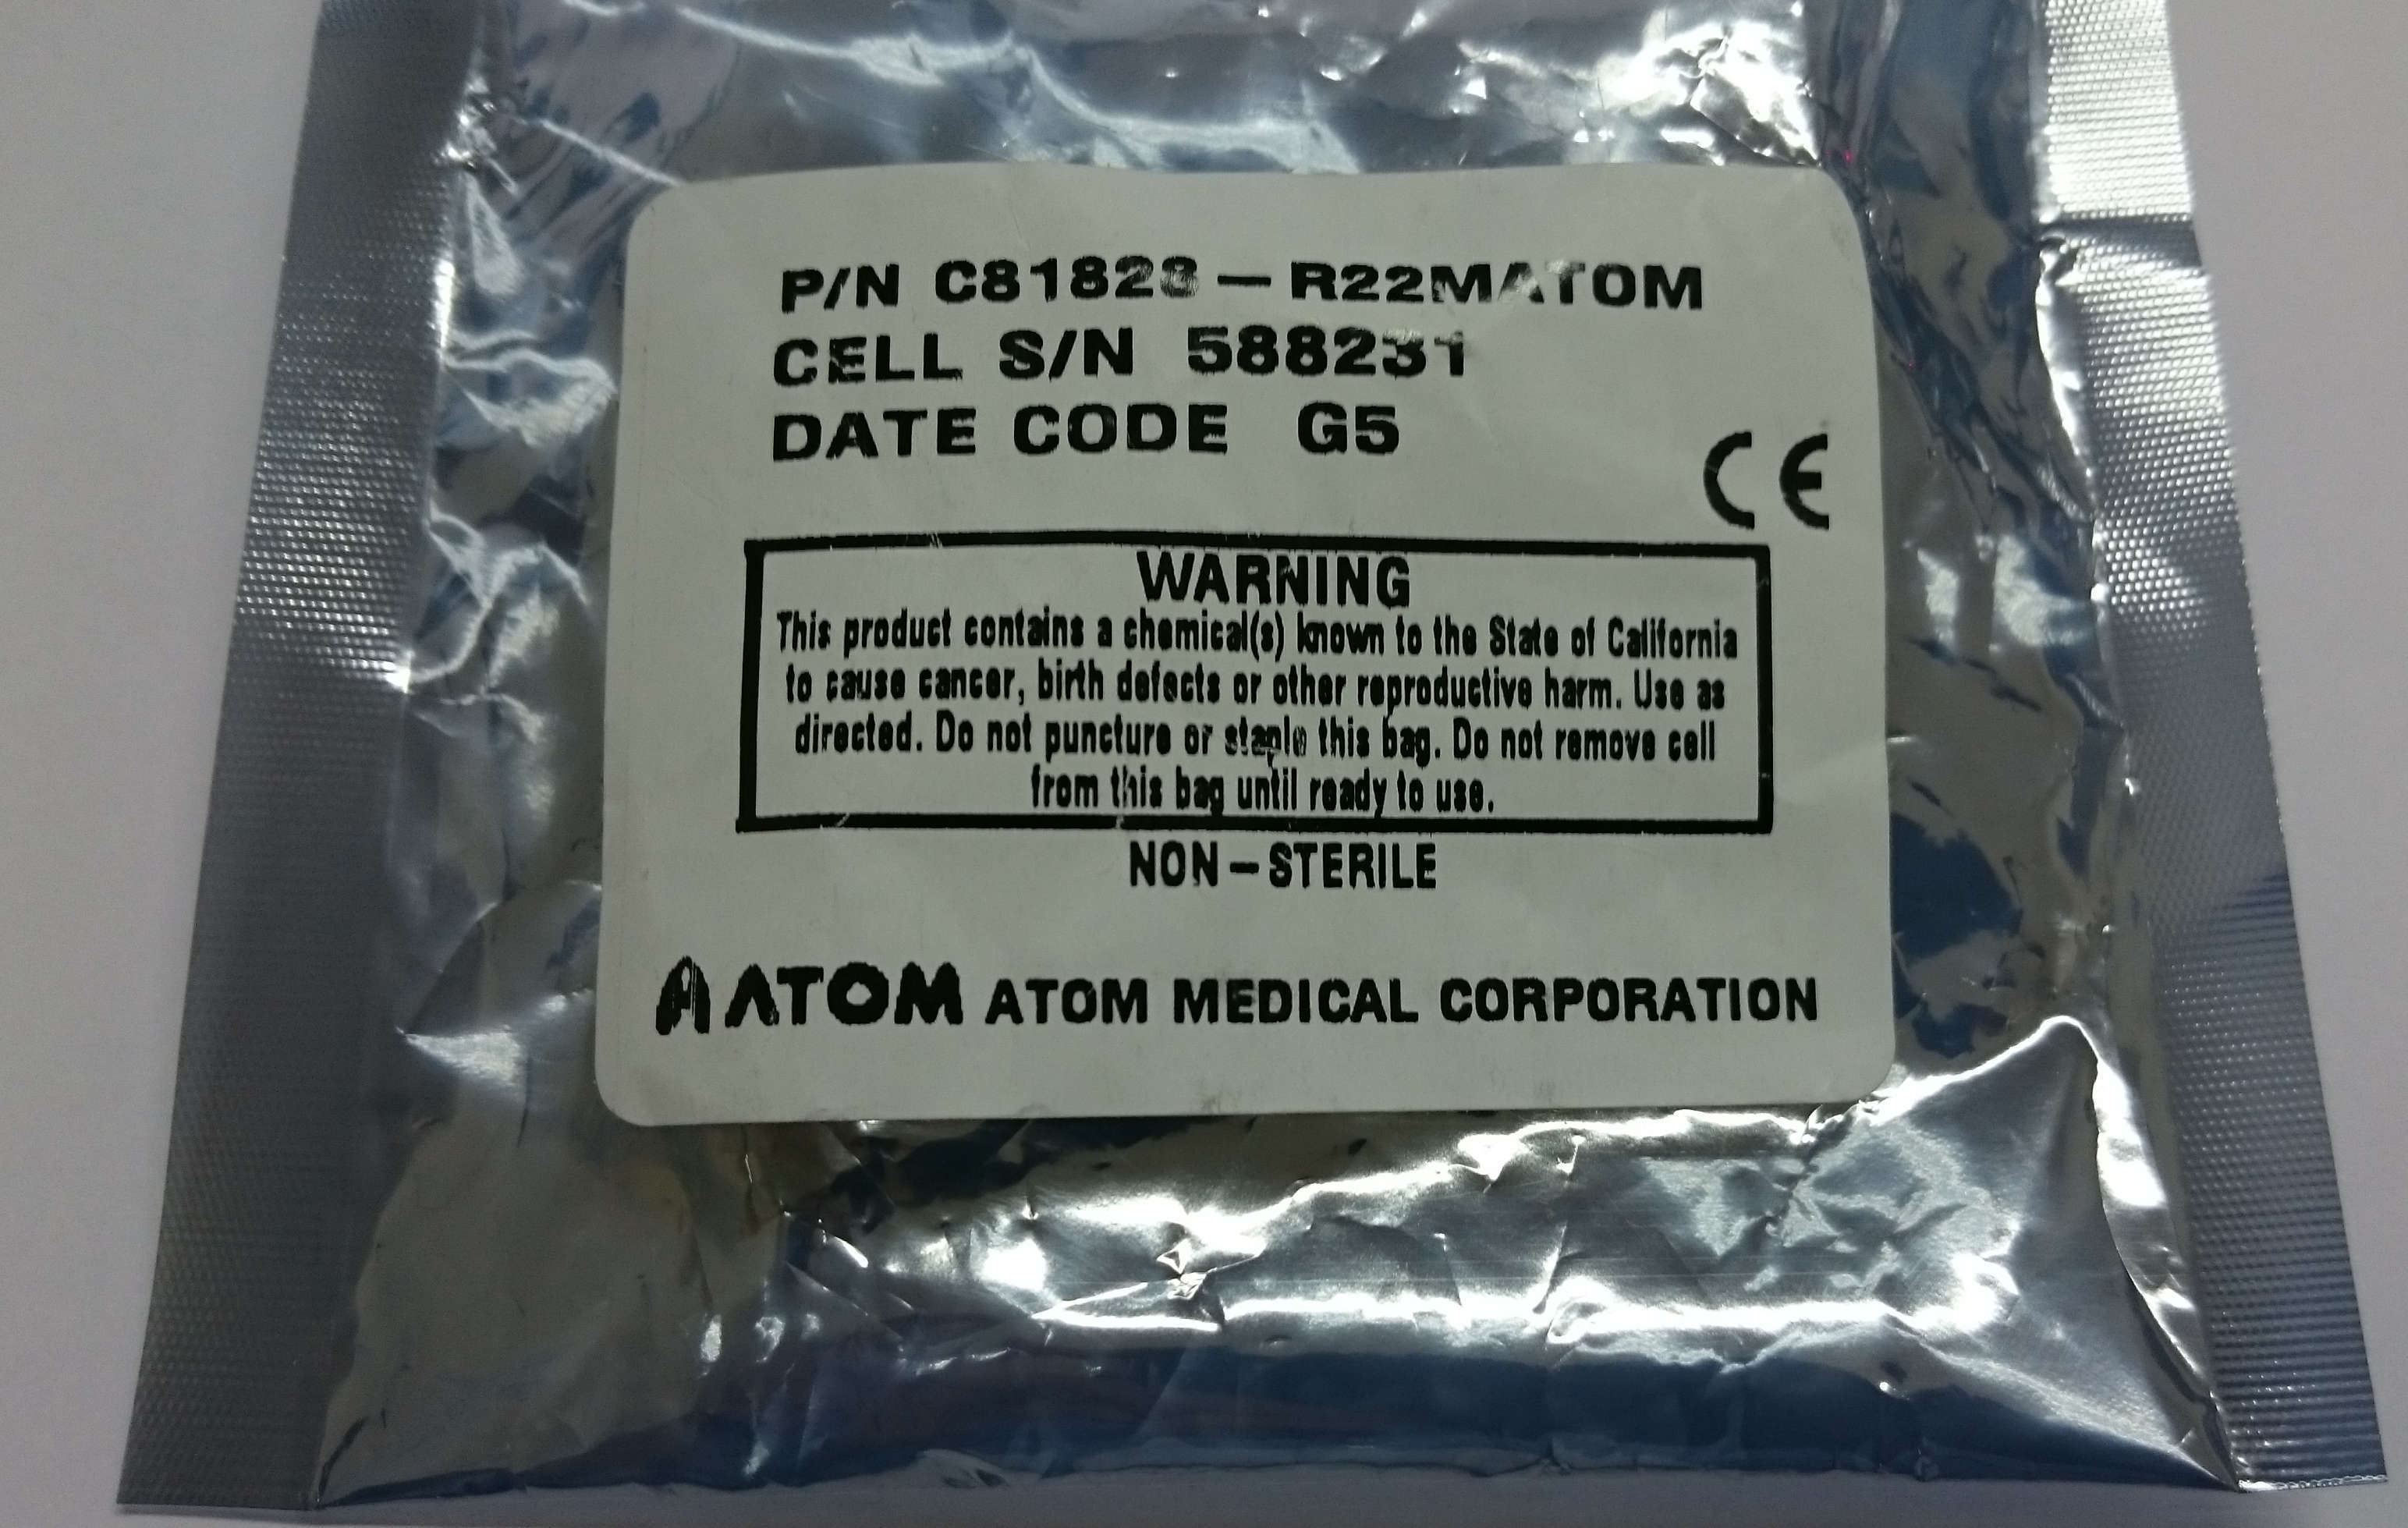 P/N C81828 — R22MATOM
CELL S/N 588231
DATE CODE G5
CE
WARNING
This product contains a chemical(s) known to the State of California
to cause cancer, birth defects or other reproductive harm. Use as
directed. Do not puncture or staple this bag. Do not remove cell
from this bag until ready to use.
NON – STERILE
ATOM ATOM MEDICAL CORPORATION